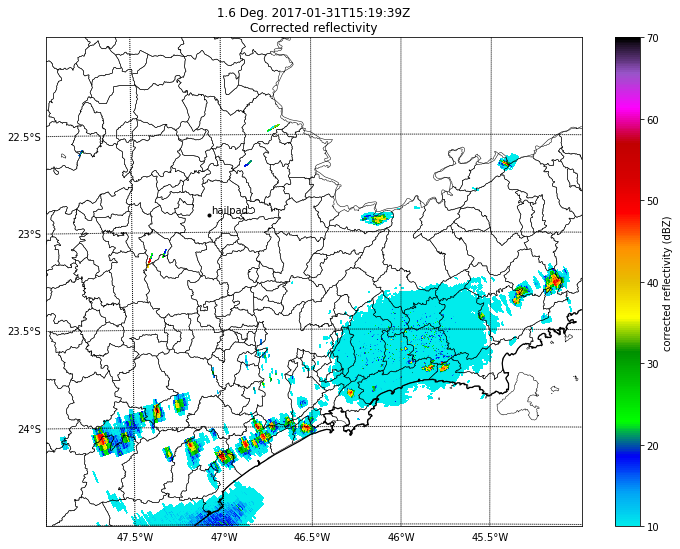 1.6 Deg. 2017-01-31T15:19:39Z
Corrected reflectivity
70
60
50
40
30
20
10
corrected reflectivity (dBZ)
22.5°S
23°S
23.5°S
24°S
hailpad
47.5°W
47°W
46.5°W
46°W
45.5°W